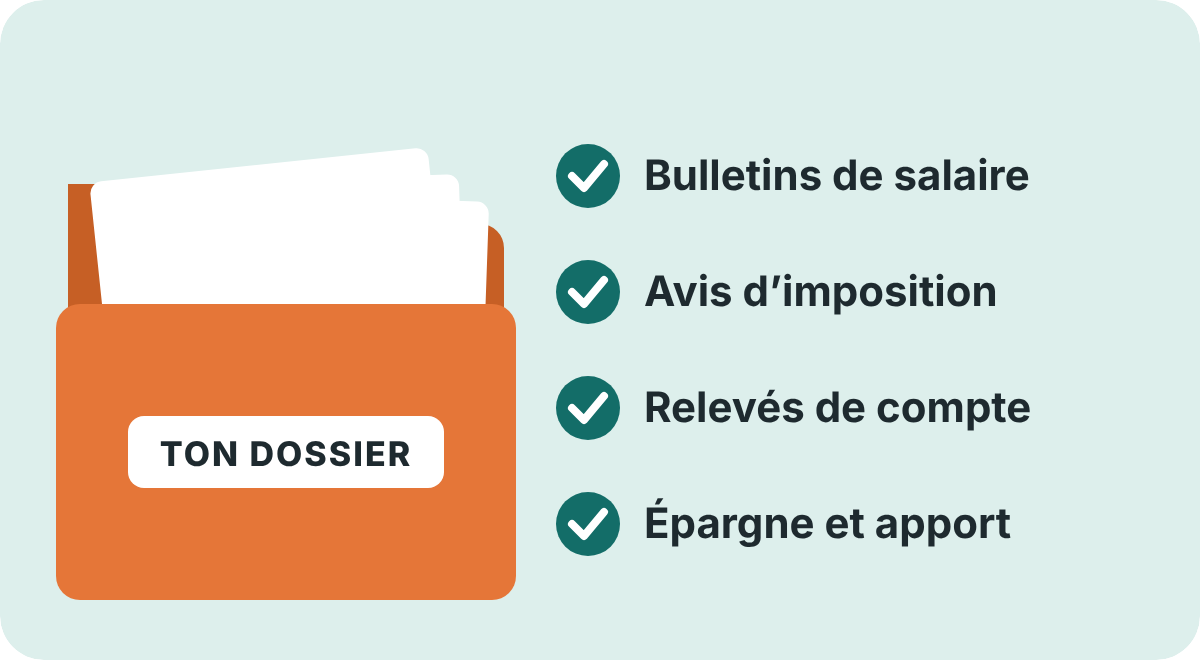 Bulletins de salaire
Avis d’imposition
Relevés de compte
TON DOSSIER
Épargne et apport